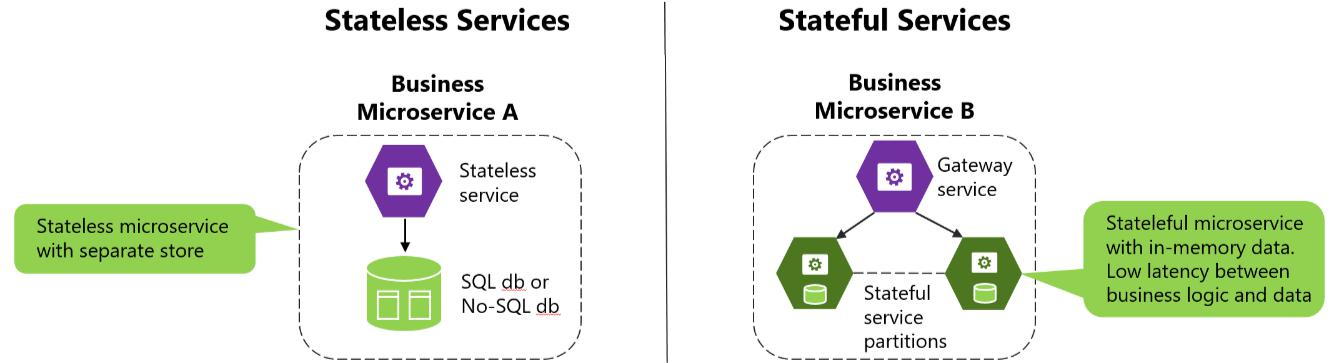 Stateless Services
Business
Microservice A
Stateless
service
Stateless microservice
with separate store
SQL db or
No-SQL db
Stateful Services
Business
Microservice B
Gateway
service
Stateful
service
partitions
Stateleful microservice
with in-memory data.
Low latency between
business logic and data